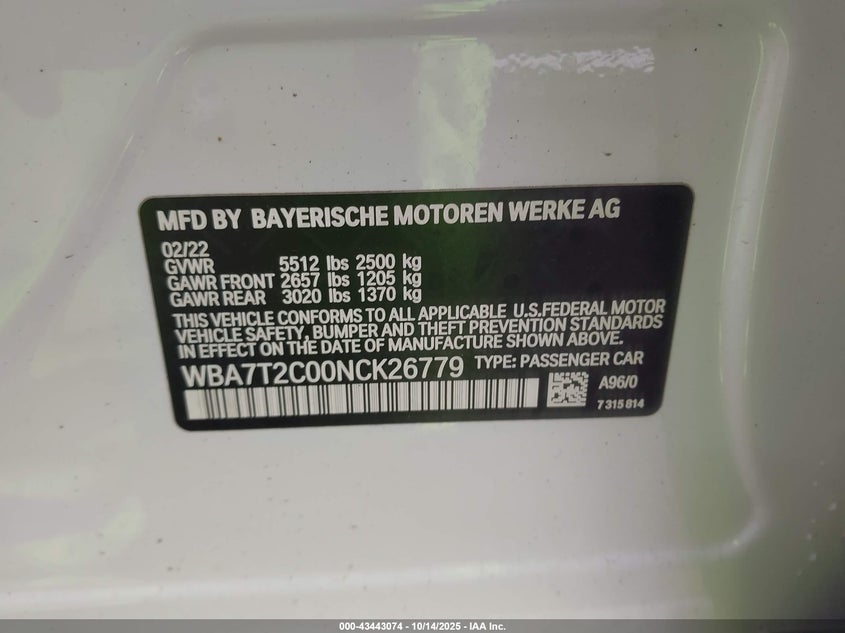 MFD BY BAYERISCHE MOTOREN WERKE AG
02/22
GVWR 5512 lbs 2500 kg
GAWR FRONT 2657 lbs 1205 kg
GAWR REAR 3020 lbs 1370 kg
THIS VEHICLE CONFORMS TO ALL APPLICABLE U.S.FEDERAL MOTOR
VEHICLE SAFETY, BUMPER AND THEFT PREVENTION STANDARDS
IN EFFECT ON THE DATE OF MANUFACTURE SHOWN ABOVE.
WBA7T2C00NCK26779 TYPE: PASSENGER CAR
A96/0
7315814
000-43443074 - 10/14/2025 - IAA Inc.